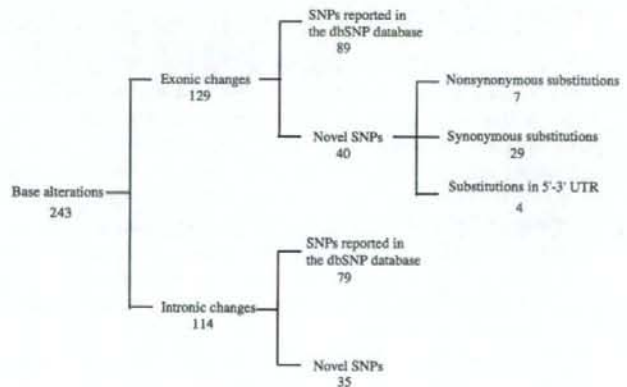 SNPs reported in
the dbSNP database
89
Exonic changes
129
Nonsynonymous substitutions
7
Novel SNPs
40
Synonymous substitutions
29
Substitutions in 5'-3' UTR
4
Base alterations
243
SNPs reported in
the dbSNP database
79
Intronic changes
114
Novel SNPs
35